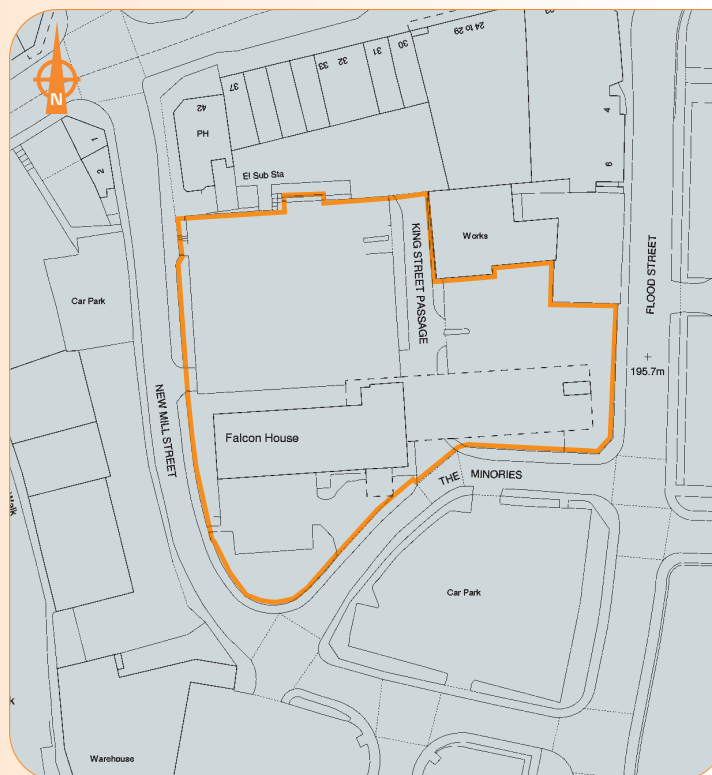 N
30
31
32
33
37
24 to 29
42
PH
4
6
1
2
El Sub Sta
Works
KING STREET PASSAGE
FLOOD STREET
Car Park
195.7m
NEW MILL STREET
Falcon House
THE MINORIES
Walk
Car Park
k
Warehouse